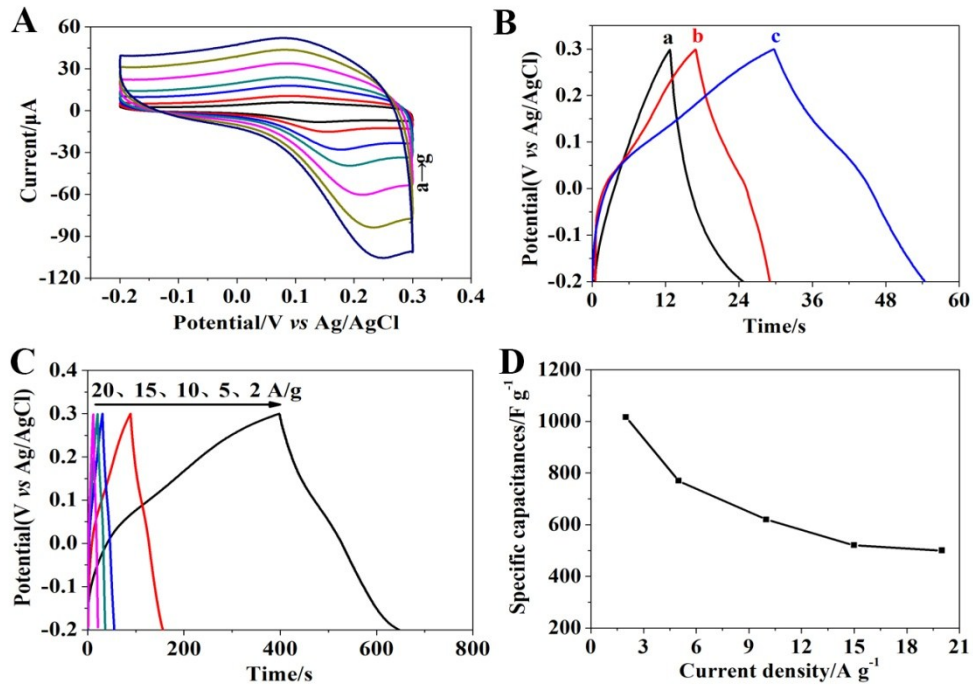 A
60
30
0
-30
-60
-90
-120
Current/μA
a→g
-0.2 -0.1 0.0 0.1 0.2 0.3 0.4
Potential/V vs Ag/AgCl
B
a b c
0.3
0.2
0.1
0.0
-0.1
-0.2
Potential(V vs Ag/AgCl)
0 12 24 36 48 60
Time/s
C
20、15、10、5、2 A/g
0.4
0.3
0.2
0.1
0.0
-0.1
-0.2
Potential(V vs Ag/AgCl)
0 200 400 600 800
Time/s
D
1200
1000
800
600
400
200
Specific capacitances/F g⁻¹
0 3 6 9 12 15 18 21
Current density/A g⁻¹